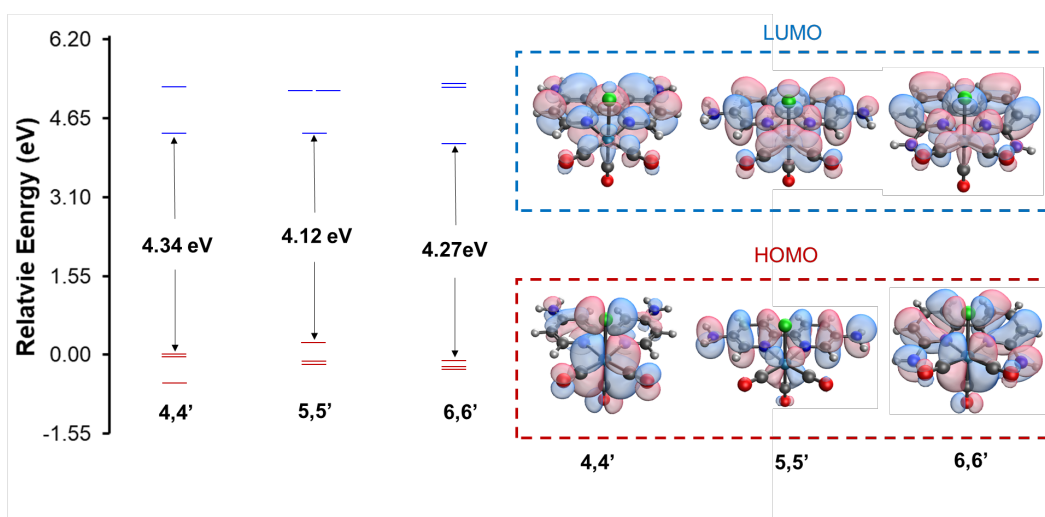 Relatvie Eenrgy (eV)
6.20
4.65
3.10
1.55
0.00
-1.55
4.34 eV
4.12 eV
4.27eV
4,4’
5,5’
6,6’
LUMO
HOMO
4,4’
5,5’
6,6’